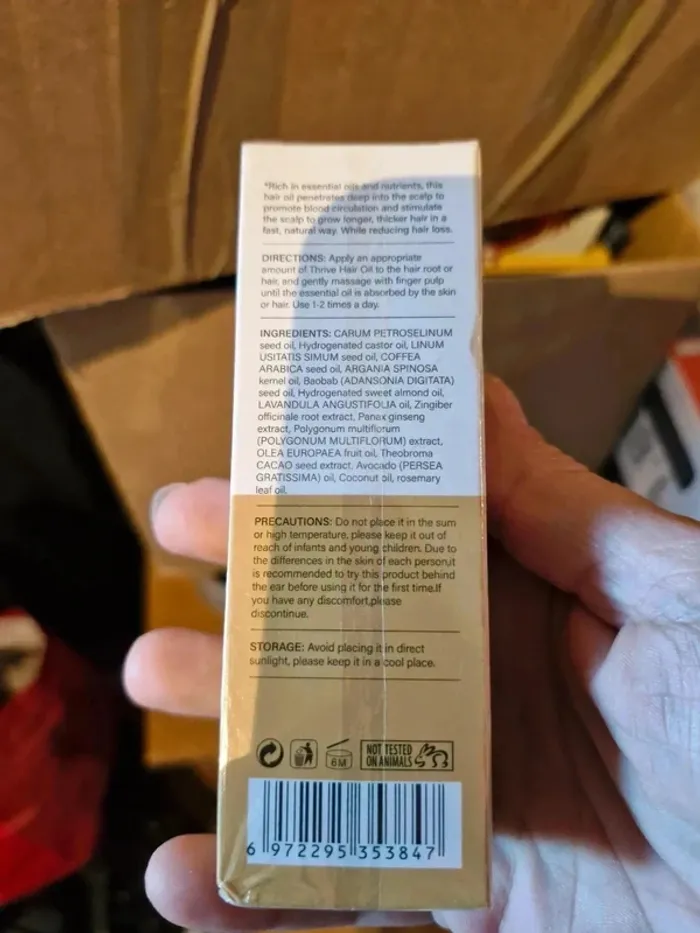 *Rich in essential oils and nutrients, this
hair oil penetrates deep into the scalp to
promote blood circulation and stimulate
the scalp to grow longer, thicker hair in a
fast, natural way. While reducing hair loss.
DIRECTIONS: Apply an appropriate
amount of Thrive Hair Oil to the hair root or
hair, and gently massage with finger pulp
until the essential oil is absorbed by the skin
or hair. Use 1-2 times a day.
INGREDIENTS: CARUM PETROSELINUM
seed oil, Hydrogenated castor oil, LINUM
USITATIS SIMUM seed oil, COFFEA
ARABICA seed oil, ARGANIA SPINOSA
kernel oil, Baobab (ADANSONIA DIGITATA)
seed oil, Hydrogenated sweet almond oil,
LAVANDULA ANGUSTIFOLIA oil, Zingiber
officinale root extract, Panax ginseng
extract, Polygonum multiflorum
(POLYGONUM MULTIFLORUM) extract,
OLEA EUROPAEA fruit oil, Theobroma
CACAO seed extract, Avocado (PERSEA
GRATISSIMA) oil, Coconut oil, rosemary
leaf oil.
PRECAUTIONS: Do not place it in the sum
or high temperature, please keep it out of
reach of infants and young children. Due to
the differences in the skin of each person,it
is recommended to try this product behind
the ear before using it for the first time.If
you have any discomfort,please
discontinue.
STORAGE: Avoid placing it in direct
sunlight, please keep it in a cool place.
6M
NOT TESTED
ON ANIMALS
6 972295 353847